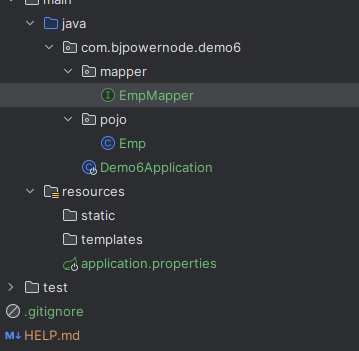 main
java
com.bjpowernode.demo6
mapper
EmpMapper
pojo
Emp
Demo6Application
resources
static
templates
application.properties
test
.gitignore
M↓ HELP.md